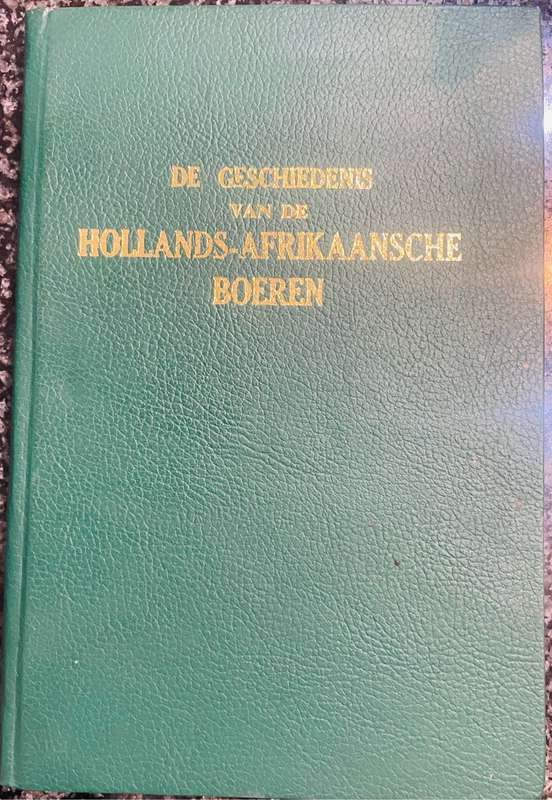 DE GESCHIEDENIS
VAN DE
HOLLANDS-AFRIKAANSCHE
BOEREN